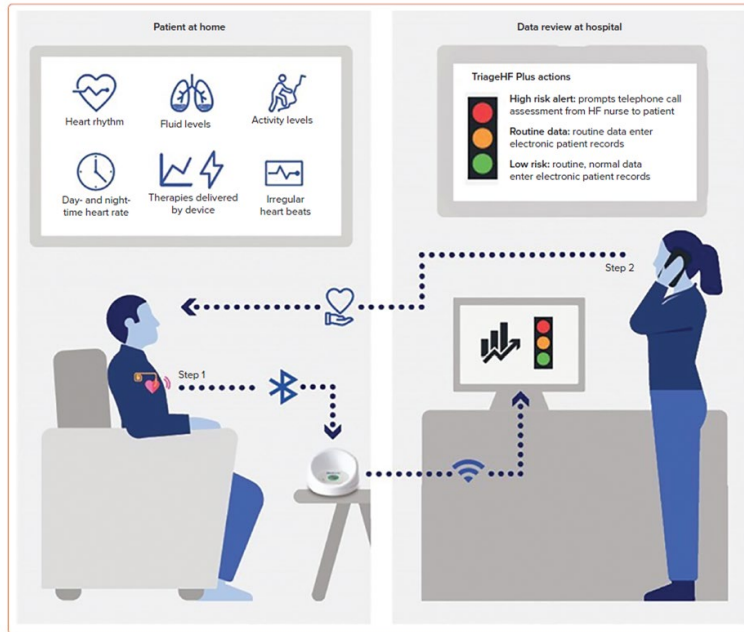 Patient at home
Data review at hospital
Heart rhythm
Fluid levels
Activity levels
Day- and night-
time heart rate
Therapies delivered
by device
Irregular
heart beats
TriageHF Plus actions
High risk alert: prompts telephone call
assessment from HF nurse to patient
Routine data: routine data enter
electronic patient records
Low risk: routine, normal data
enter electronic patient records
Step 2
Step 1